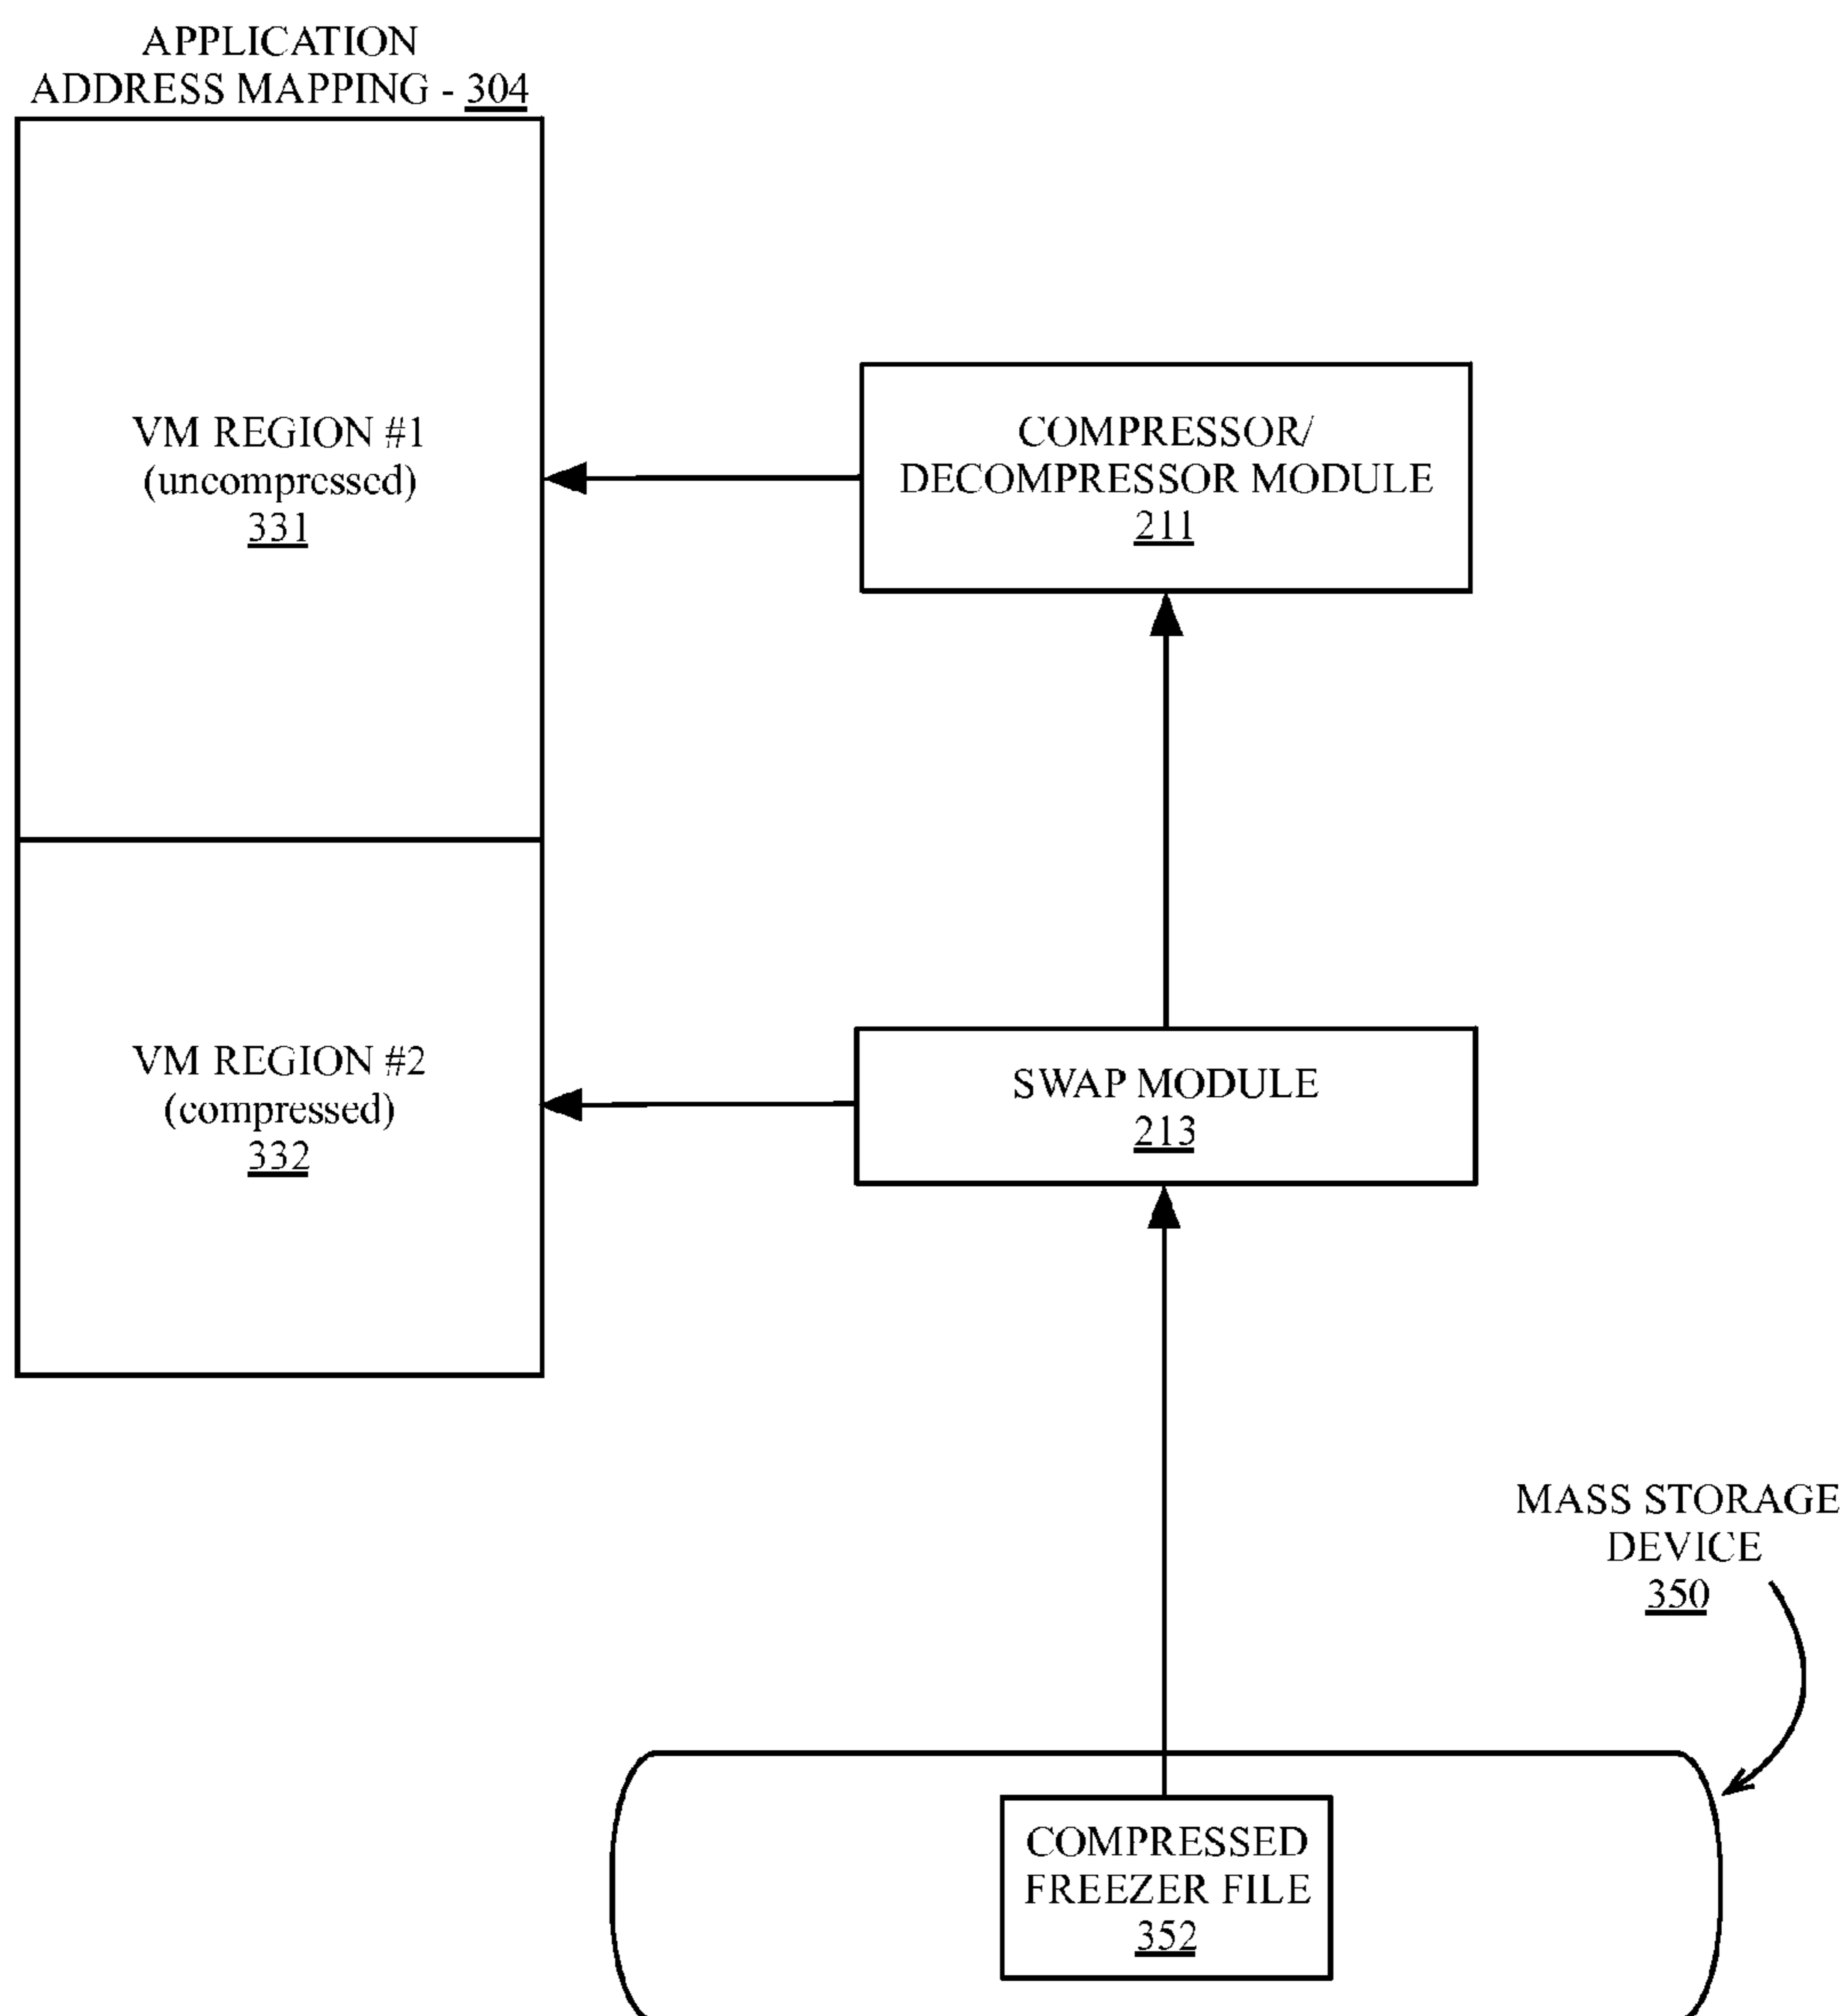 APPLICATION
ADDRESS MAPPING - 304
VM REGION #1
(uncompressed)
331
COMPRESSOR/
DECOMPRESSOR MODULE
211
VM REGION #2
(compressed)
332
SWAP MODULE
213
MASS STORAGE
DEVICE
350
COMPRESSED
FREEZER FILE
352